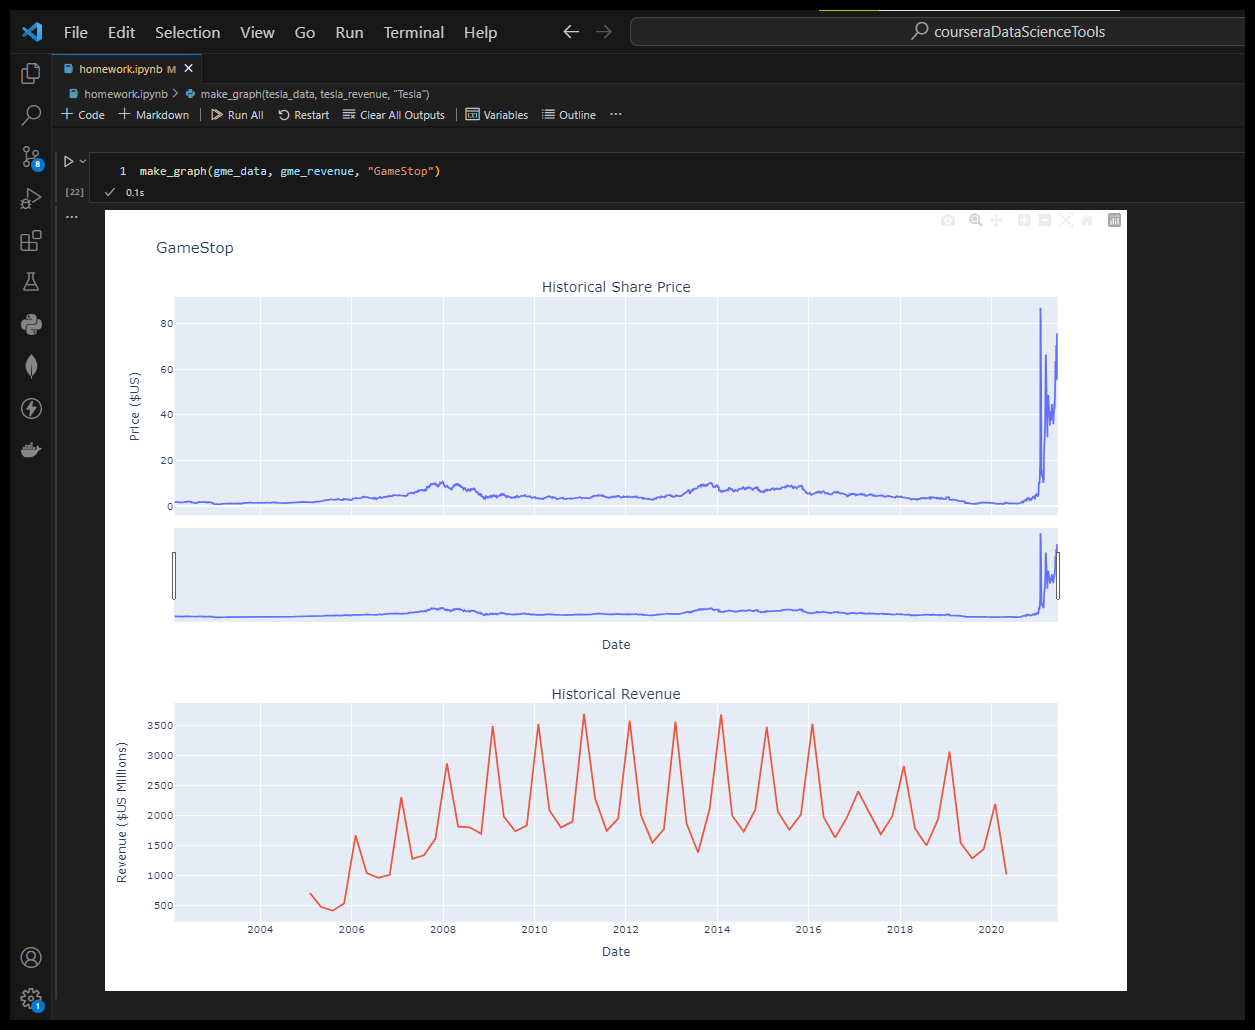 File Edit Selection View Go Run Terminal Help courseraDataScienceTools
homework.ipynb M
homework.ipynb > make_graph(tesla_data, tesla_revenue, "Tesla")
Code Markdown Run All Restart Clear All Outputs Variables Outline ...
8
1 make_graph(gme_data, gme_revenue, "GameStop")
[22] 0.1s
...
GameStop
Historical Share Price
80
60
40
20
0
Price ($US)
Date
Historical Revenue
3500
3000
2500
2000
1500
1000
500
Revenue ($US Millions)
2004 2006 2008 2010 2012 2014 2016 2018 2020
Date
1